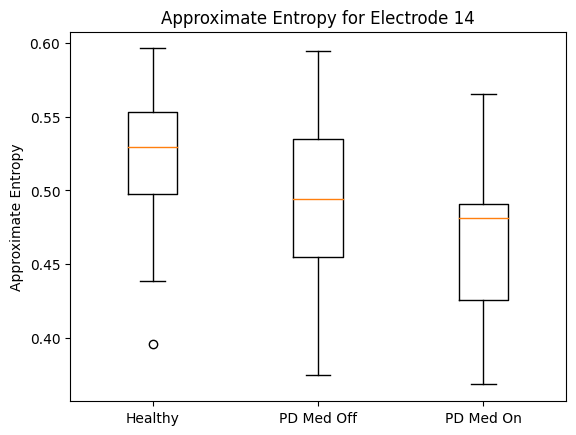 Approximate Entropy for Electrode 14
Approximate Entropy
0.60
0.55
0.50
0.45
0.40
Healthy
PD Med Off
PD Med On